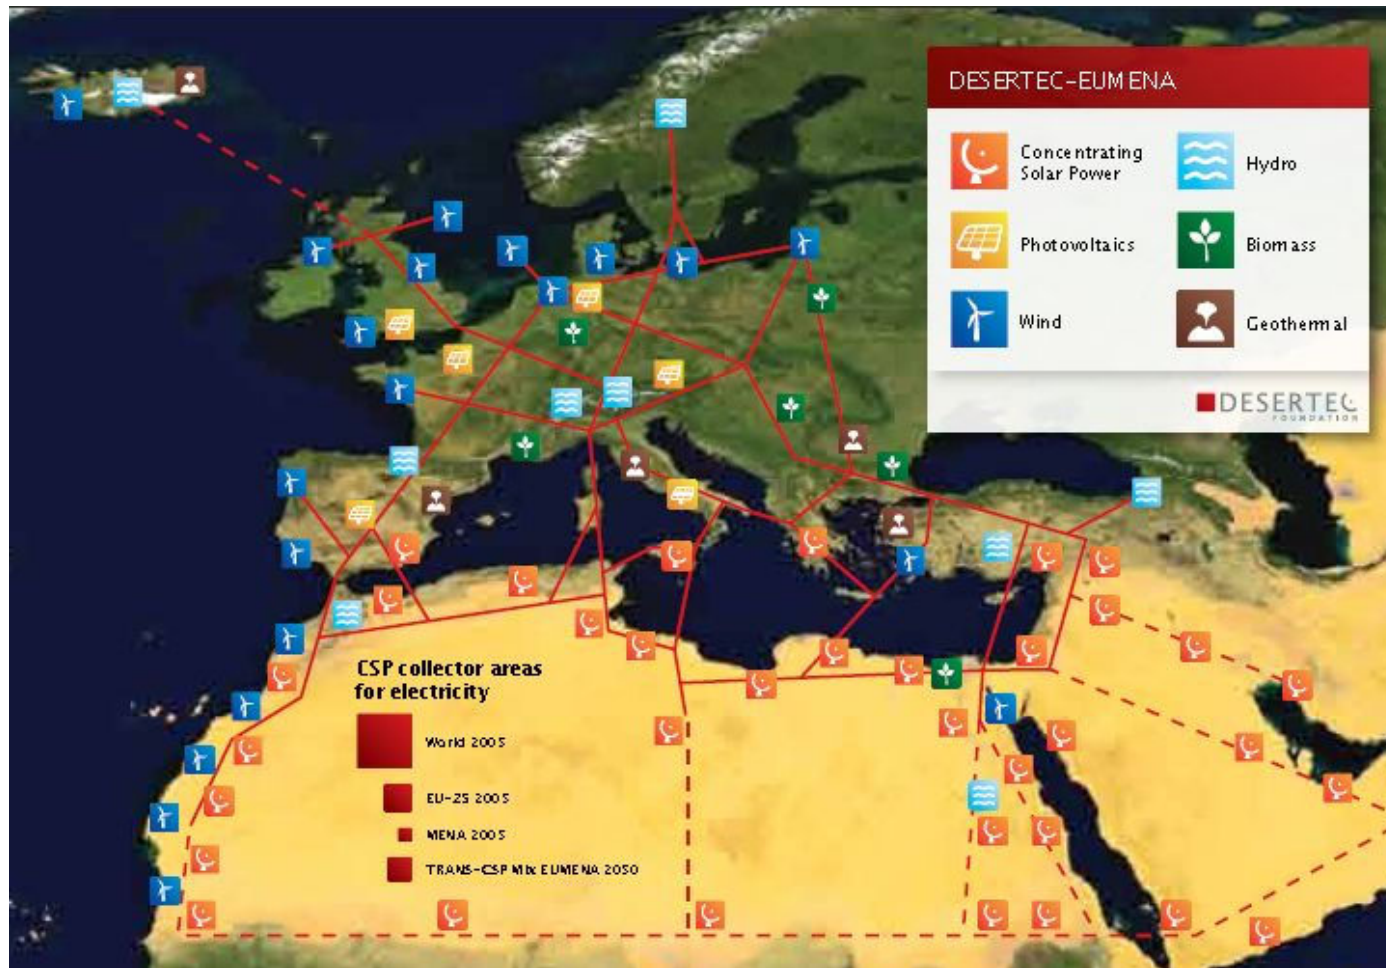 DESERTEC-EUMENA
Concentrating
Solar Power
Hydro
Photovoltaics
Biomass
Wind
Geothermal
DESERTEC
FOUNDATION
CSP collector areas
for electricity
World 2005
EU-25 2005
MENA 2005
TRANS-CSP Mix EUMENA 2050